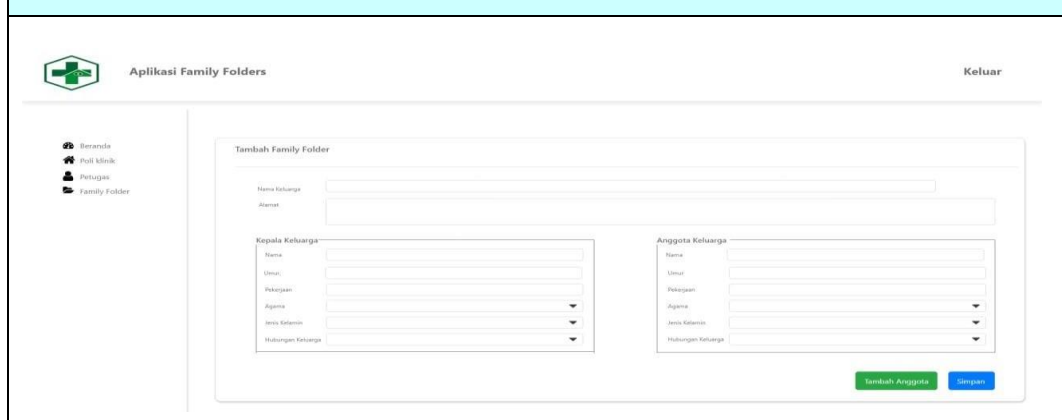 Aplikasi Family Folders
Keluar
Beranda
Poli klinik
Petugas
Family Folder
Tambah Family Folder
Nama Keluarga
Alamat
Kepala Keluarga
Nama
Umur
Pekerjaan
Agama
Jenis Kelamin
Hubungan Keluarga
Anggota Keluarga
Nama
Umur
Pekerjaan
Agama
Jenis Kelamin
Hubungan Keluarga
Tambah Anggota
Simpan